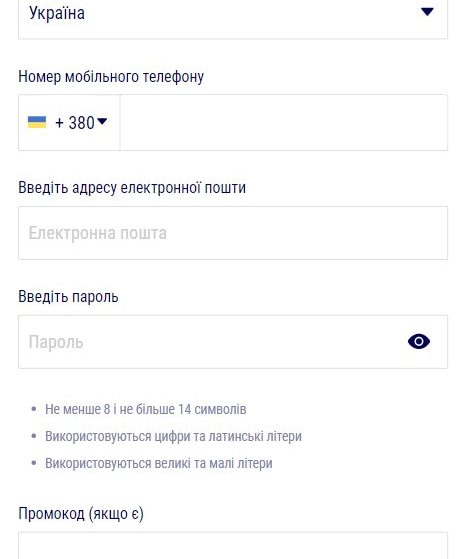 Україна
Номер мобільного телефону
+ 380
Введіть адресу електронної пошти
Електронна пошта
Введіть пароль
Пароль
Не менше 8 і не більше 14 символів
Використовуються цифри та латинські літери
Використовуються великі та малі літери
Промокод (якщо є)